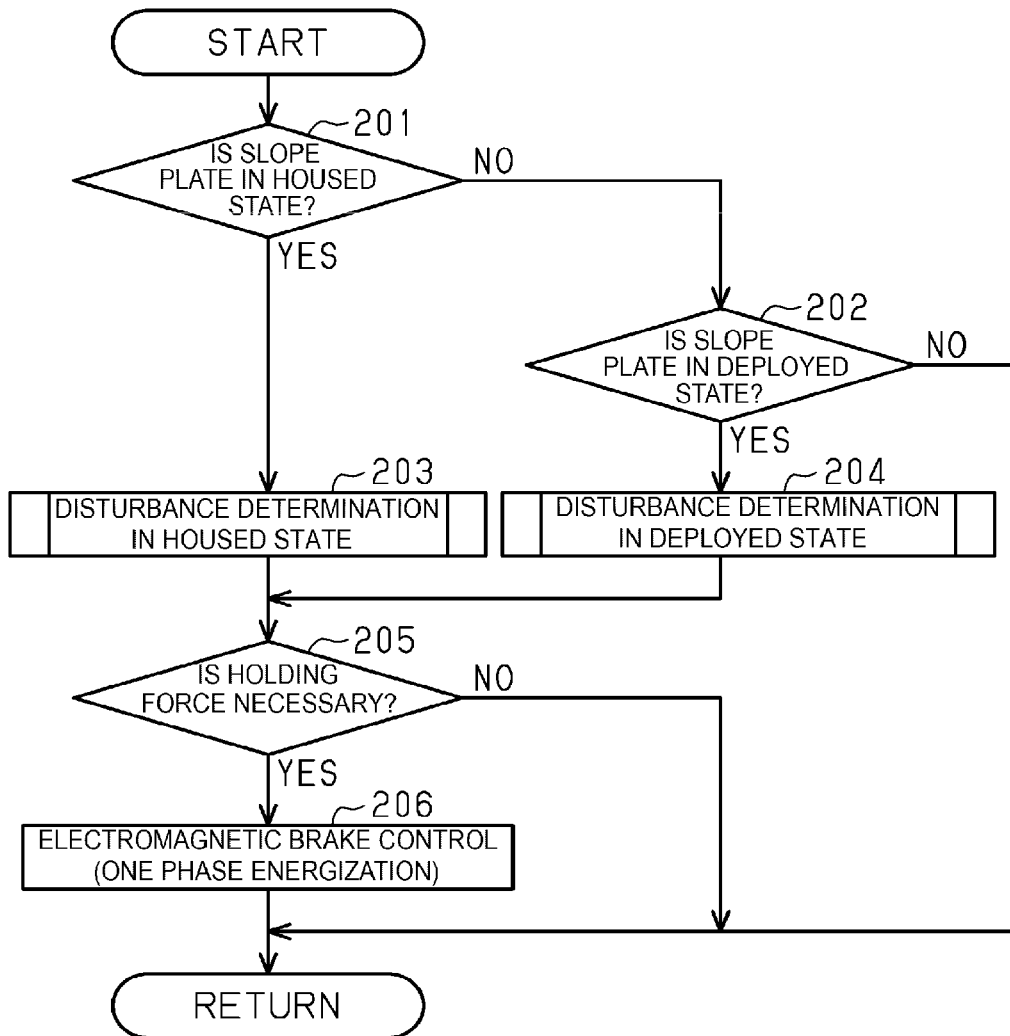 START
201
IS SLOPE
PLATE IN HOUSED
STATE?
NO
YES
202
IS SLOPE
PLATE IN DEPLOYED
STATE?
NO
YES
203
DISTURBANCE DETERMINATION
IN HOUSED STATE
204
DISTURBANCE DETERMINATION
IN DEPLOYED STATE
205
IS HOLDING
FORCE NECESSARY?
NO
YES
206
ELECTROMAGNETIC BRAKE CONTROL
(ONE PHASE ENERGIZATION)
RETURN